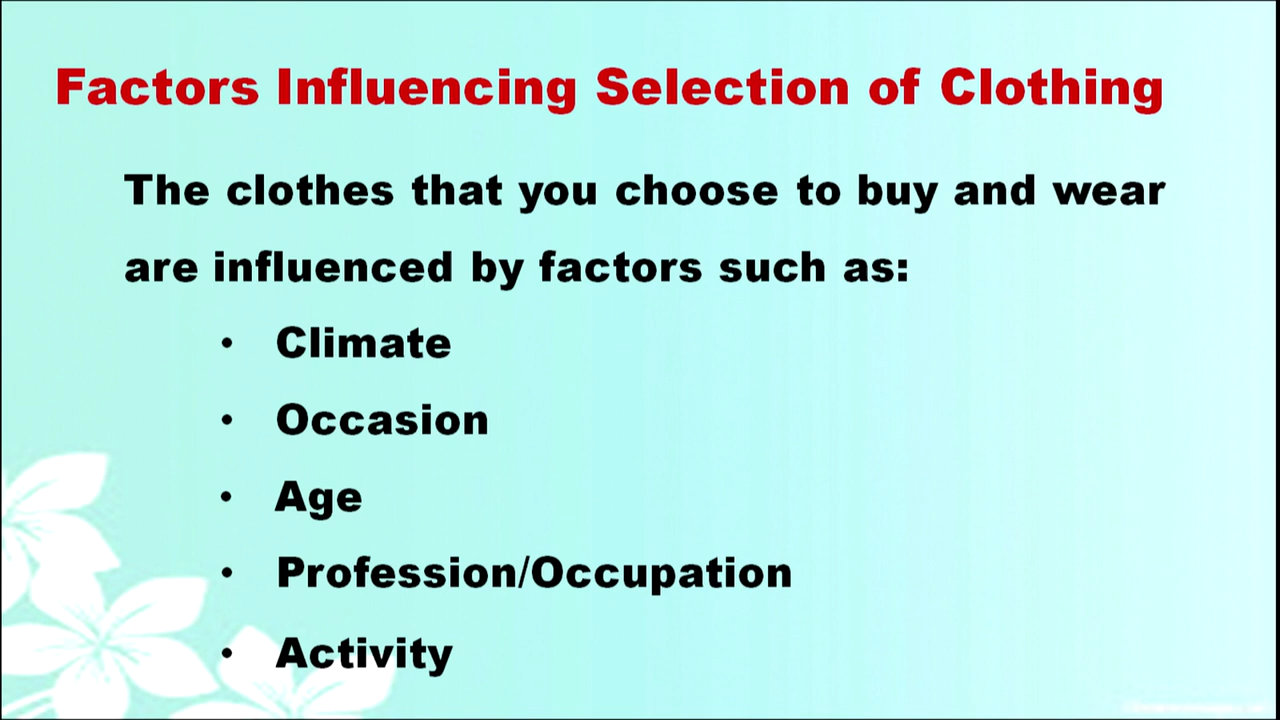 Factors Influencing Selection of Clothing
The clothes that you choose to buy and wear
are influenced by factors such as:
• Climate
• Occasion
• Age
• Profession/Occupation
• Activity